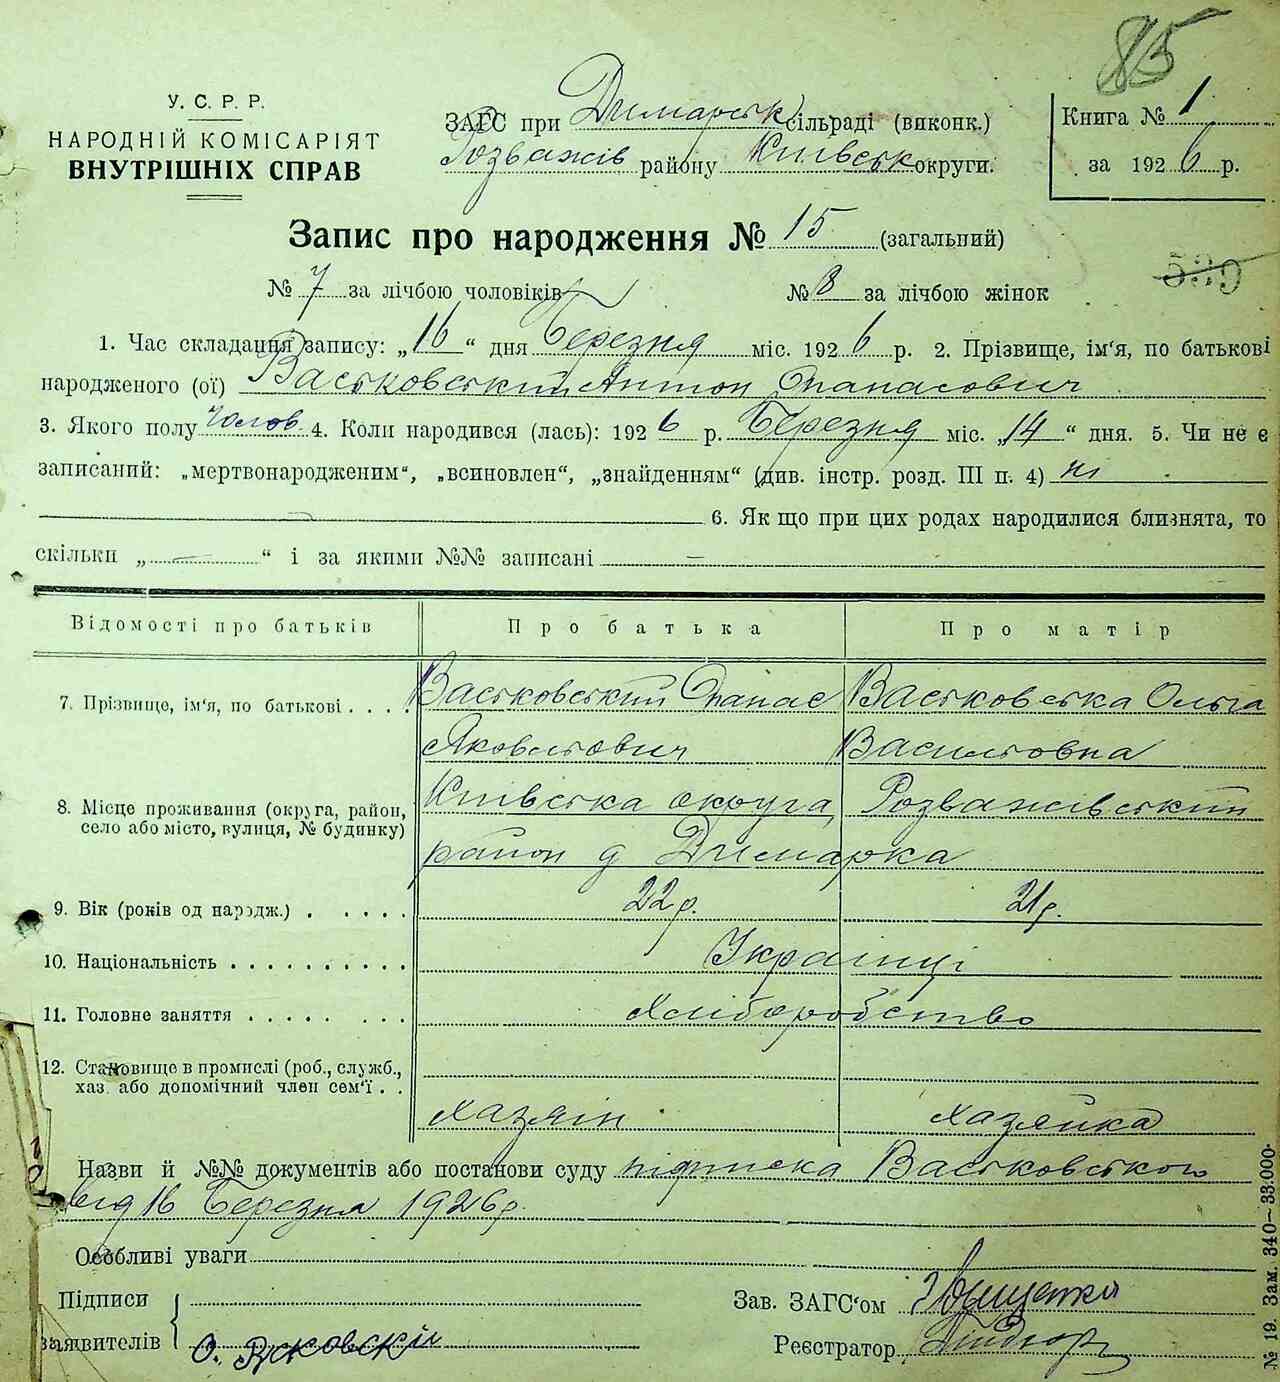 85
У. С. Р. Р.
НАРОДНІЙ КОМІСАРІЯТ
ВНУТРІШНІХ СПРАВ
ЗАГС при Димарськ сільраді (виконк.)
Розважів району Київськ округи.
Книга № 1
за 1926 р.
Запис про народження № 15 (загальний)
539
№ 7 за лічбою чоловіків № 8 за лічбою жінок
1. Час складання запису: „16“ дня Березня міс. 1926 р. 2. Прізвище, ім'я, по батькові
народженого (ої) Васьковський Антон Опанасович
3. Якого полу чолов. 4. Коли народився (лась): 1926 р. Березня міс. „14“ дня. 5. Чи не є
записаний: „мертвонародженим“, „всиновлен“, „знайденням“ (див. інстр. розд. III п. 4) ні
6. Як що при цих родах народилися близнята, то
скільки „ “ і за якими №№ записані —
Відомості про батьків Про батька Про матір
7. Прізвище, ім'я, по батькові . . . . Васьковський Опанас Васьковська Ольга
Яковльович Васильовна
8. Місце проживання (округа, район, Київська округа, Розважівський
село або місто, вулиця, № будинку) район д Димарка
9. Вік (років од народж.) . . . . . 22 р. 21 р.
10. Національність . . . . . . . . . . Українці
11. Головне заняття . . . . . . . . Хліборобство
12. Становище в промислі (роб., служб.,
хаз. або допомічний член сем'ї . .
хазяїн хазяйка
Назви й №№ документів або постанови суду підписка Васьковського
від 16 Березня 1926 р.
Особливі уваги
Підписи
заявителів О.
Зав. ЗАГС'ом
Реєстратор
№ 19. Зам. 340—33.000.